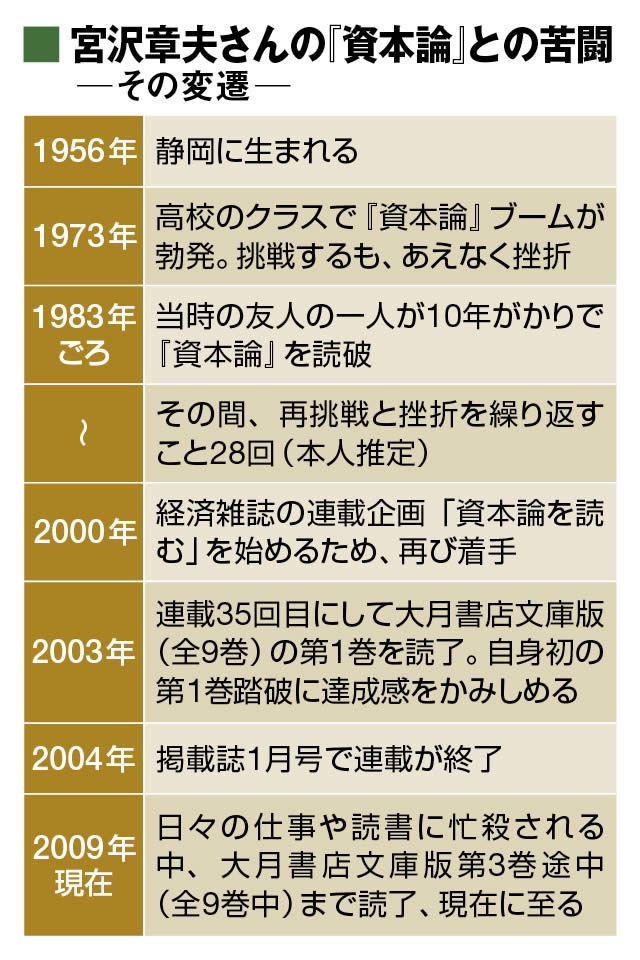 ■ 宮沢章夫さんの『資本論』との苦闘
―その変遷―
1956年
静岡に生まれる
1973年
高校のクラスで『資本論』ブームが
勃発。挑戦するも、あえなく挫折
1983年
ごろ
当時の友人の一人が10年がかりで
『資本論』を読破
～
その間、再挑戦と挫折を繰り返す
こと28回（本人推定）
2000年
経済雑誌の連載企画「資本論を読
む」を始めるため、再び着手
2003年
連載35回目にして大月書店文庫版
（全9巻）の第1巻を読了。自身初の
第1巻踏破に達成感をかみしめる
2004年
掲載誌1月号で連載が終了
2009年
現在
日々の仕事や読書に忙殺される
中、大月書店文庫版第3巻途中
（全9巻中）まで読了、現在に至る